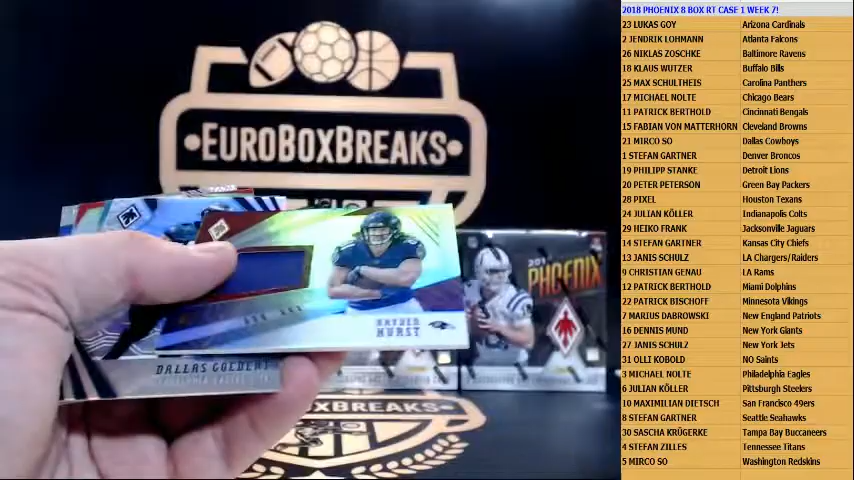 EUROBOXBREAKS
HAYDEN
HURST
DALLAS GOEDERT
201
PHOENIX
2018 PHOENIX 8 BOX RT CASE 1 WEEK 7!
23 LUKAS GOY Arizona Cardinals
2 JENDRIK LOHMANN Atlanta Falcons
26 NIKLAS ZOSCHKE Baltimore Ravens
18 KLAUS WUTZER Buffalo Bills
25 MAX SCHULTHEIS Carolina Panthers
17 MICHAEL NOLTE Chicago Bears
11 PATRICK BERTHOLD Cincinnati Bengals
15 FABIAN VON MATTERHORN Cleveland Browns
21 MIRCO SO Dallas Cowboys
1 STEFAN GARTNER Denver Broncos
19 PHILIPP STANKE Detroit Lions
20 PETER PETERSON Green Bay Packers
28 PIXEL Houston Texans
24 JULIAN KÖLLER Indianapolis Colts
29 HEIKO FRANK Jacksonville Jaguars
14 STEFAN GARTNER Kansas City Chiefs
13 JANIS SCHULZ LA Chargers/Raiders
9 CHRISTIAN GENAU LA Rams
12 PATRICK BERTHOLD Miami Dolphins
22 PATRICK BISCHOFF Minnesota Vikings
7 MARIUS DABROWSKI New England Patriots
16 DENNIS MUND New York Giants
27 JANIS SCHULZ New York Jets
31 OLLI KOBOLD NO Saints
3 MICHAEL NOLTE Philadelphia Eagles
6 JULIAN KÖLLER Pittsburgh Steelers
10 MAXIMILIAN DIETSCH San Francisco 49ers
8 STEFAN GARTNER Seattle Seahawks
30 SASCHA KRÜGERKE Tampa Bay Buccaneers
4 STEFAN ZILLES Tennessee Titans
5 MIRCO SO Washington Redskins